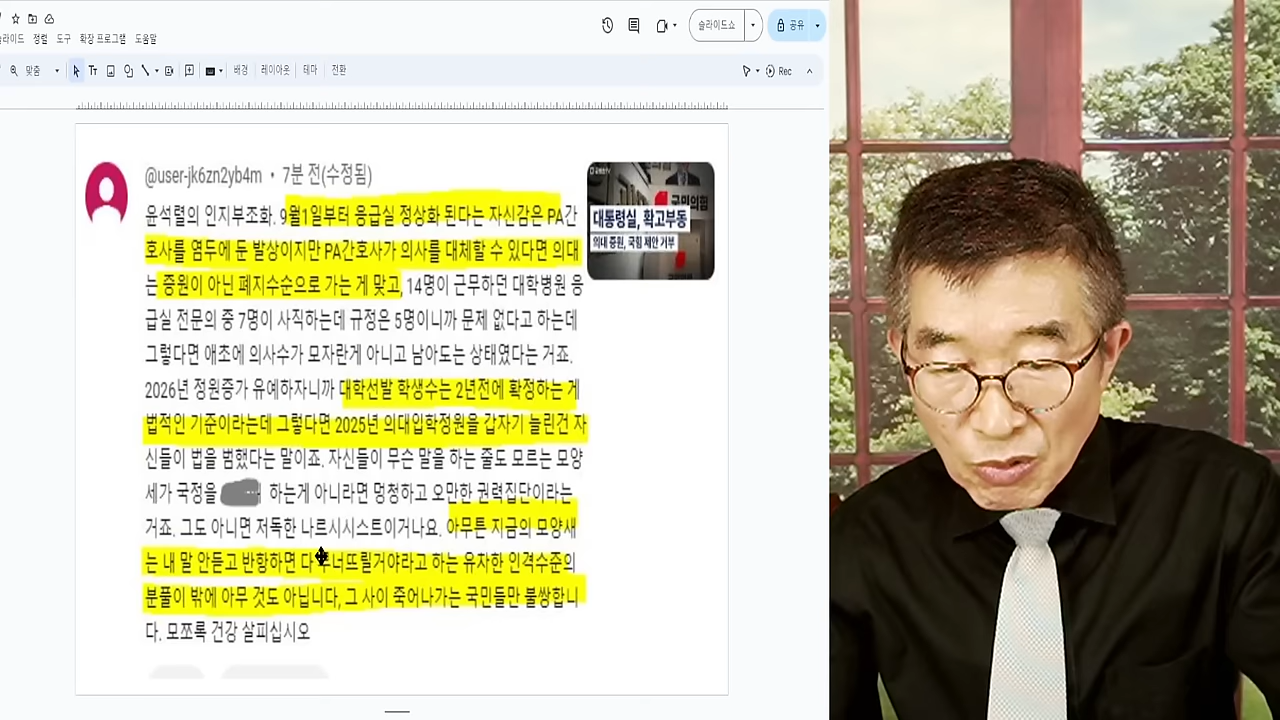 라이드 정렬 도구 확장 프로그램 도움말
슬라이드쇼
공유
맞춤
배경 레이아웃 테마 전환
Rec
@user-jk6zn2yb4m • 7분 전(수정됨)
윤석렬의 인지부조화. 9월1일부터 응급실 정상화 된다는 자신감은 PA간
호사를 염두에 둔 발상이지만 PA간호사가 의사를 대체할 수 있다면 의대
는 증원이 아닌 폐지수순으로 가는 게 맞고, 14명이 근무하던 대학병원 응
급실 전문의 중 7명이 사직하는데 규정은 5명이니까 문제 없다고 하는데
그렇다면 애초에 의사수가 모자란게 아니고 남아도는 상태였다는 거죠.
2026년 정원증가 유예하자니까 대학선발 학생수는 2년전에 확정하는 게
법적인 기준이라는데 그렇다면 2025년 의대입학정원을 갑자기 늘린건 자
신들이 법을 범했다는 말이죠. 자신들이 무슨 말을 하는 줄도 모르는 모양
세가 국정을 하는게 아니라면 멍청하고 오만한 권력집단이라는
거죠. 그도 아니면 저독한 나르시시스트이거나요. 아무튼 지금의 모양새
는 내 말 안듣고 반항하면 다 너뜨릴거야라고 하는 유차한 인격수준의
분풀이 밖에 아무 것도 아닙니다, 그 사이 죽어나가는 국민들만 불쌍합니
다. 모쪼록 건강 살피십시오
국민의힘
대통령실, 확고부동
의대 증원, 국힘 제안 거부